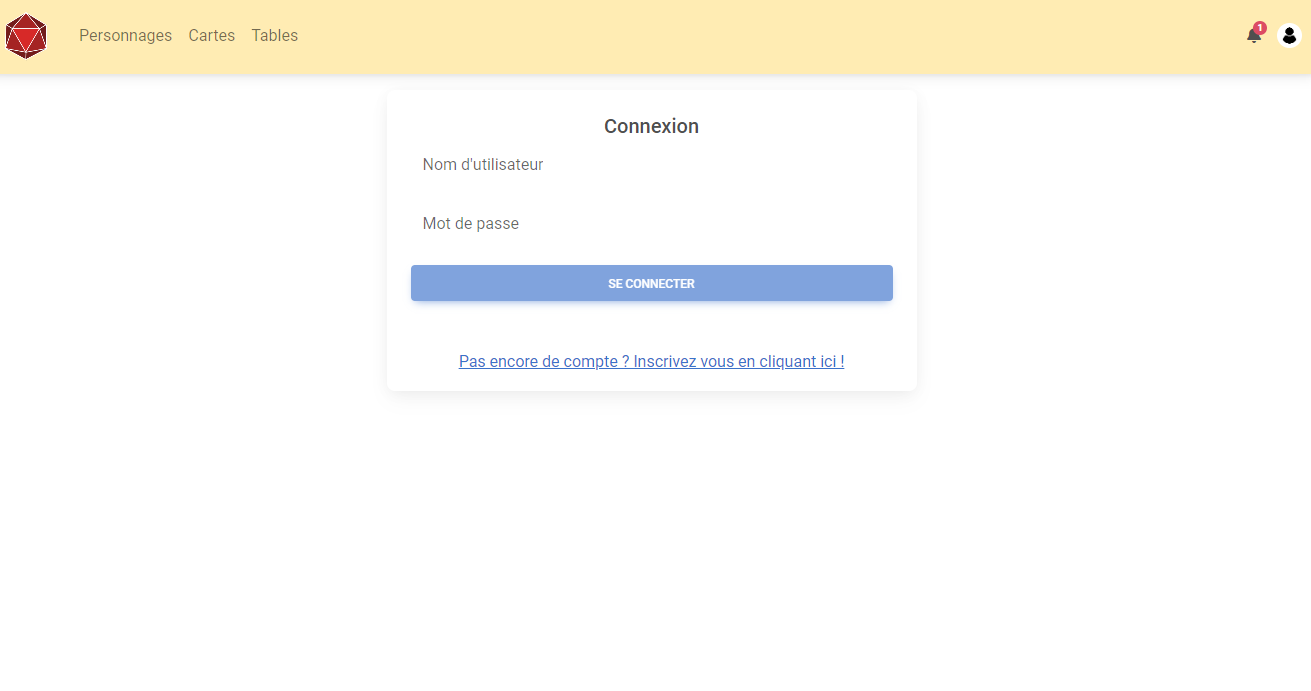 Personnages Cartes Tables
1
Connexion
Nom d'utilisateur
Mot de passe
SE CONNECTER
Pas encore de compte ? Inscrivez vous en cliquant ici !